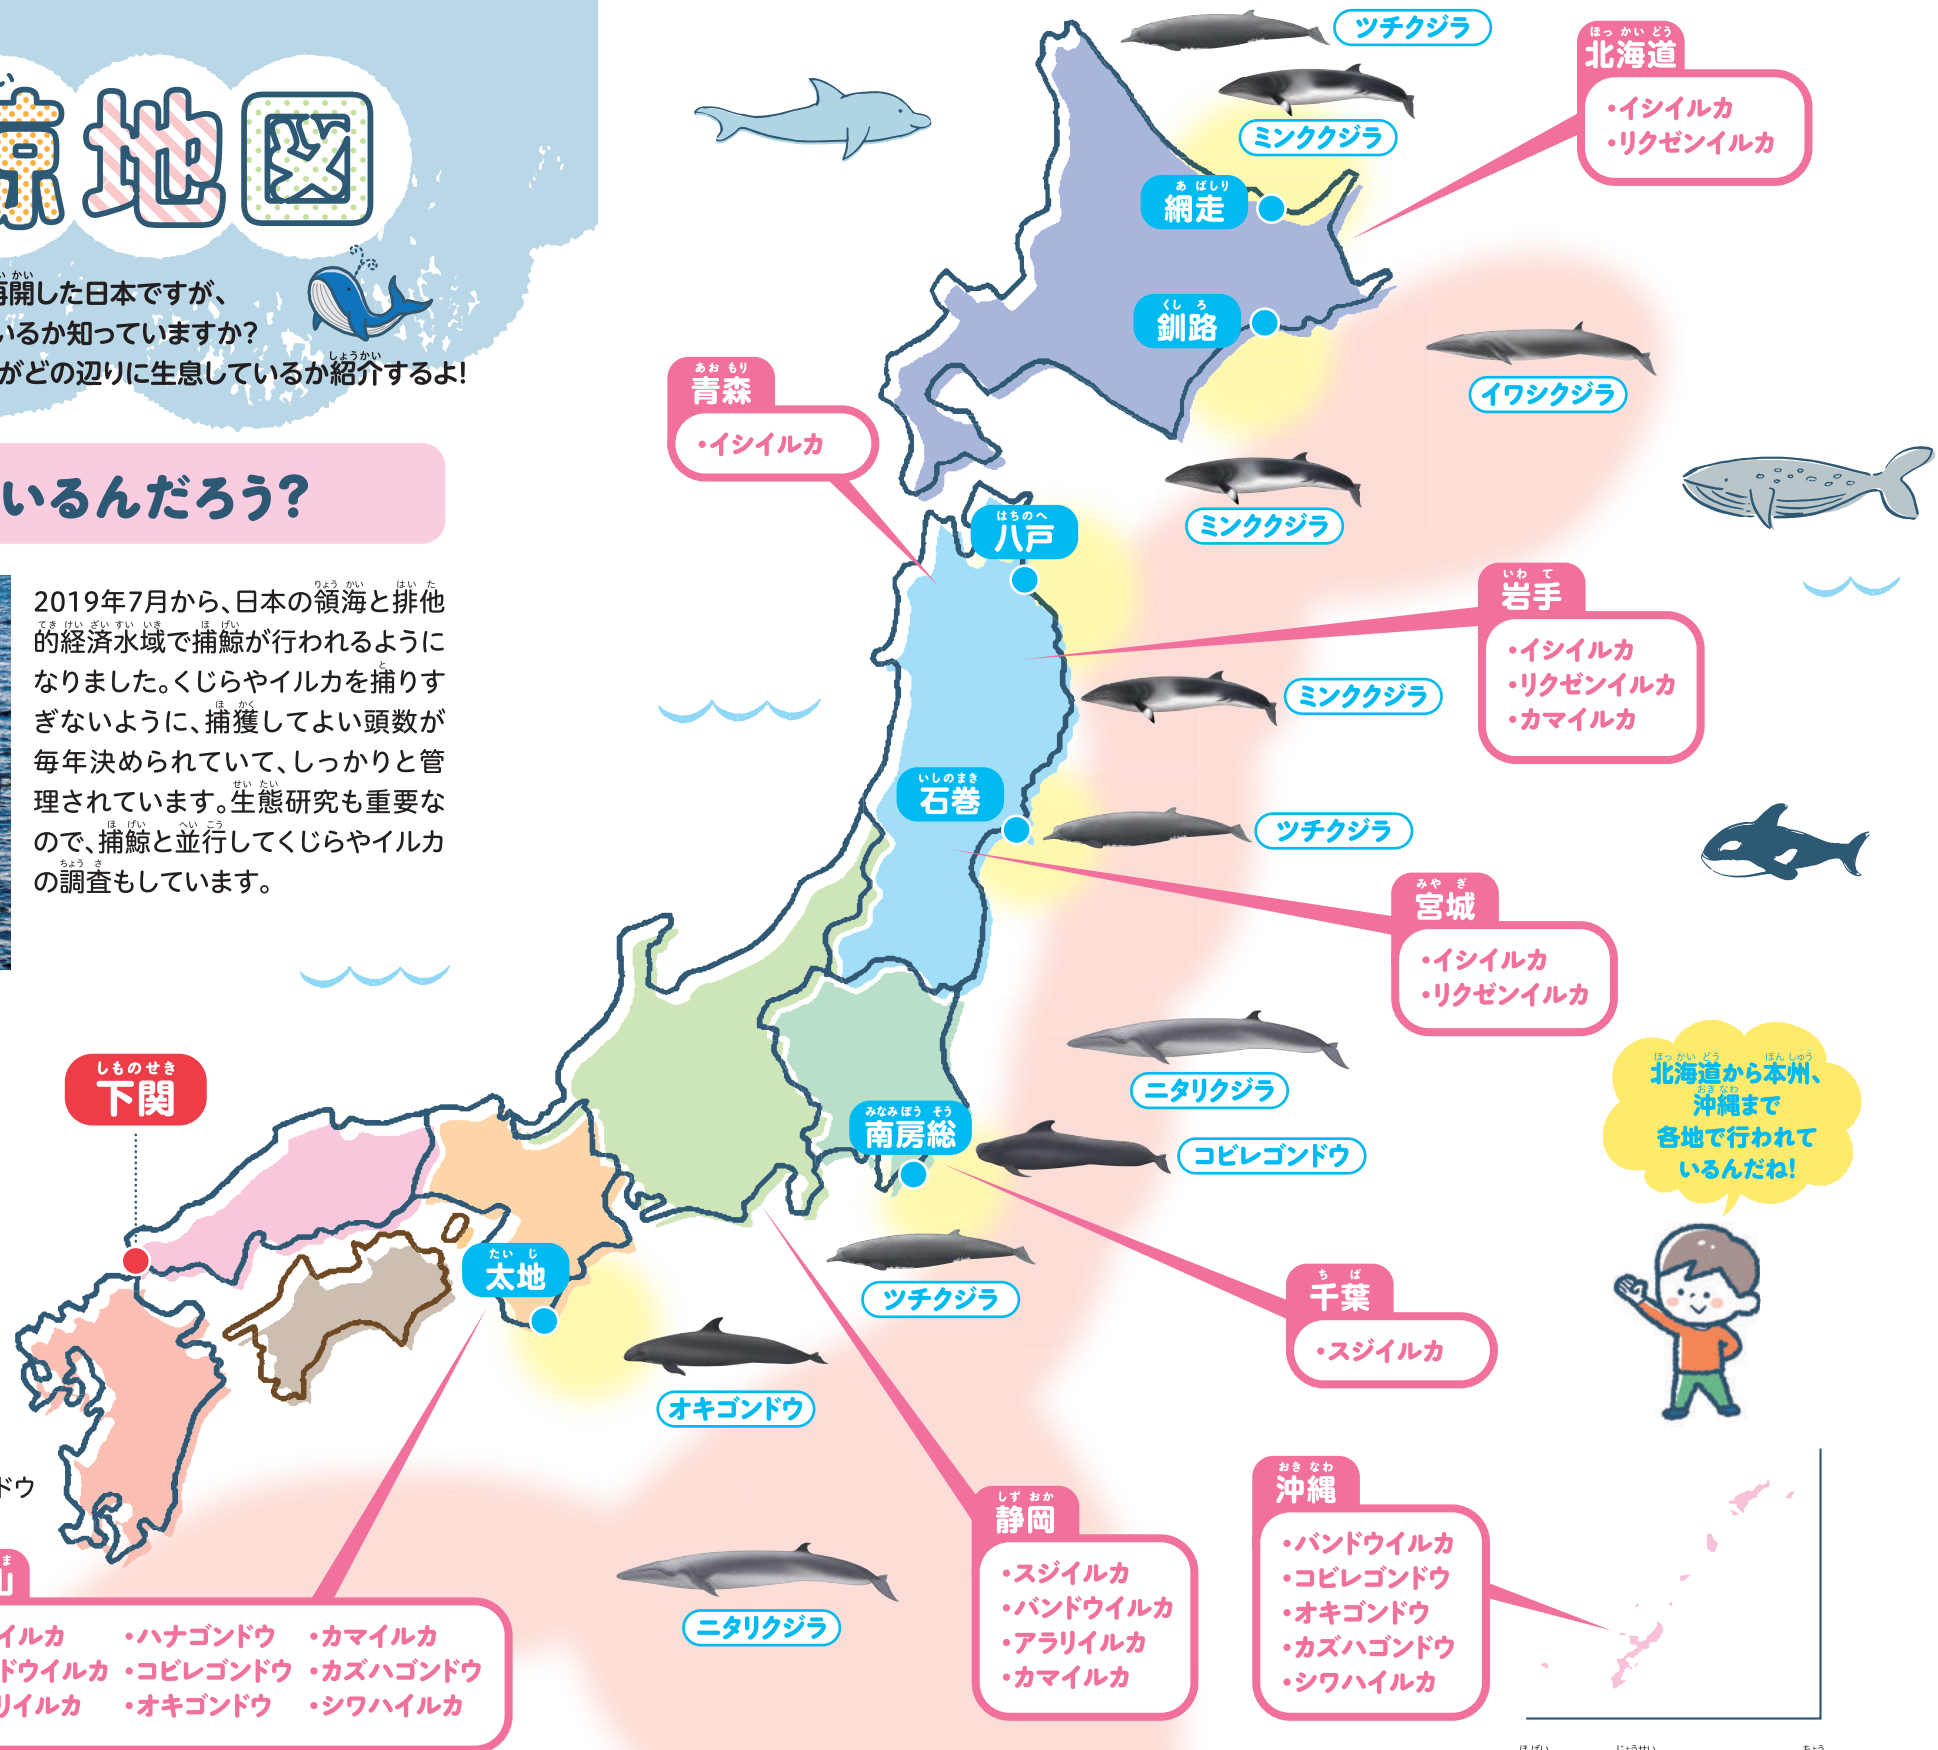 鯨地図
再開した日本ですが、
いるか知っていますか？
がどの辺りに生息しているか紹介するよ！
いるんだろう？
2019年7月から、日本の領海と排他
的経済水域で捕鯨が行われるように
なりました。くじらやイルカを捕りす
ぎないように、捕獲してよい頭数が
毎年決められていて、しっかりと管
理されています。生態研究も重要な
ので、捕鯨と並行してくじらやイルカ
の調査もしています。
ツチクジラ
ミンククジラ
北海道
・イシイルカ
・リクゼンイルカ
網走
釧路
イワシクジラ
青森
・イシイルカ
ミンククジラ
八戸
岩手
・イシイルカ
・リクゼンイルカ
・カマイルカ
ミンククジラ
石巻
ツチクジラ
宮城
・イシイルカ
・リクゼンイルカ
ニタリクジラ
南房総
コビレゴンドウ
ツチクジラ
千葉
・スジイルカ
北海道から本州、
沖縄まで
各地で行われて
いるんだね！
下関
太地
オキゴンドウ
ニタリクジラ
静岡
・スジイルカ
・バンドウイルカ
・アラリイルカ
・カマイルカ
沖縄
・バンドウイルカ
・コビレゴンドウ
・オキゴンドウ
・カズハゴンドウ
・シワハイルカ
ドウ
山
イルカ ・ハナゴンドウ ・カマイルカ
ドウイルカ ・コビレゴンドウ ・カズハゴンドウ
リイルカ ・オキゴンドウ ・シワハイルカ